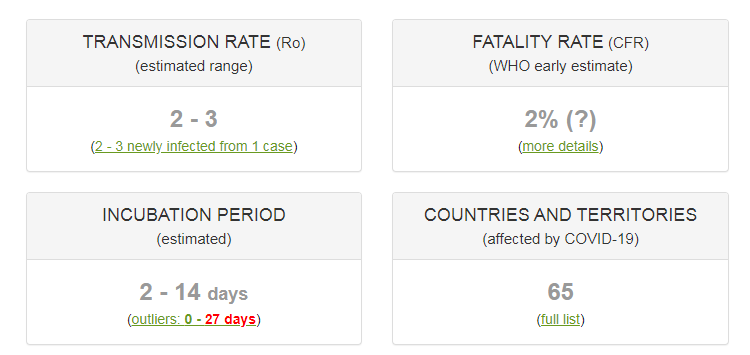 TRANSMISSION RATE (Ro)
(estimated range)
2 - 3
(2 - 3 newly infected from 1 case)
FATALITY RATE (CFR)
(WHO early estimate)
2% (?)
(more details)
INCUBATION PERIOD
(estimated)
2 - 14 days
(outliers: 0 - 27 days)
COUNTRIES AND TERRITORIES
(affected by COVID-19)
65
(full list)